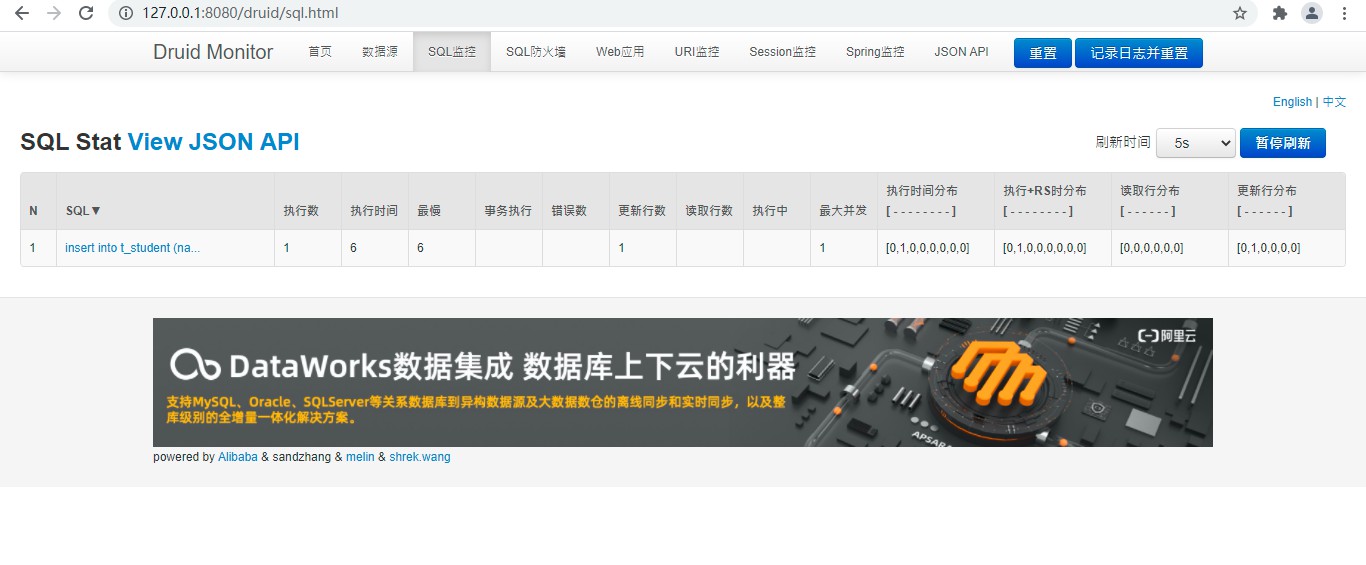 127.0.0.1:8080/druid/sql.html
Druid Monitor 首页 数据源 SQL监控 SQL防火墙 Web应用 URI监控 Session监控 Spring监控 JSON API 重置 记录日志并重置
English | 中文
SQL Stat View JSON API 刷新时间 5s 暂停刷新
N SQL▼ 执行数 执行时间 最慢 事务执行 错误数 更新行数 读取行数 执行中 最大并发 执行时间分布 执行+RS时分布 读取行分布 更新行分布
[ - - - - - - - - ] [ - - - - - - - - ] [ - - - - - - ] [ - - - - - - ]
1 insert into t_student (na... 1 6 6 1 1 [0,1,0,0,0,0,0,0] [0,1,0,0,0,0,0,0] [0,0,0,0,0,0] [0,1,0,0,0,0]
阿里云
DataWorks数据集成 数据库上下云的利器
支持MySQL、Oracle、SQLServer等关系数据库到异构数据源及大数据数仓的离线同步和实时同步，以及整
库级别的全增量一体化解决方案。
APSARA
powered by Alibaba & sandzhang & melin & shrek.wang